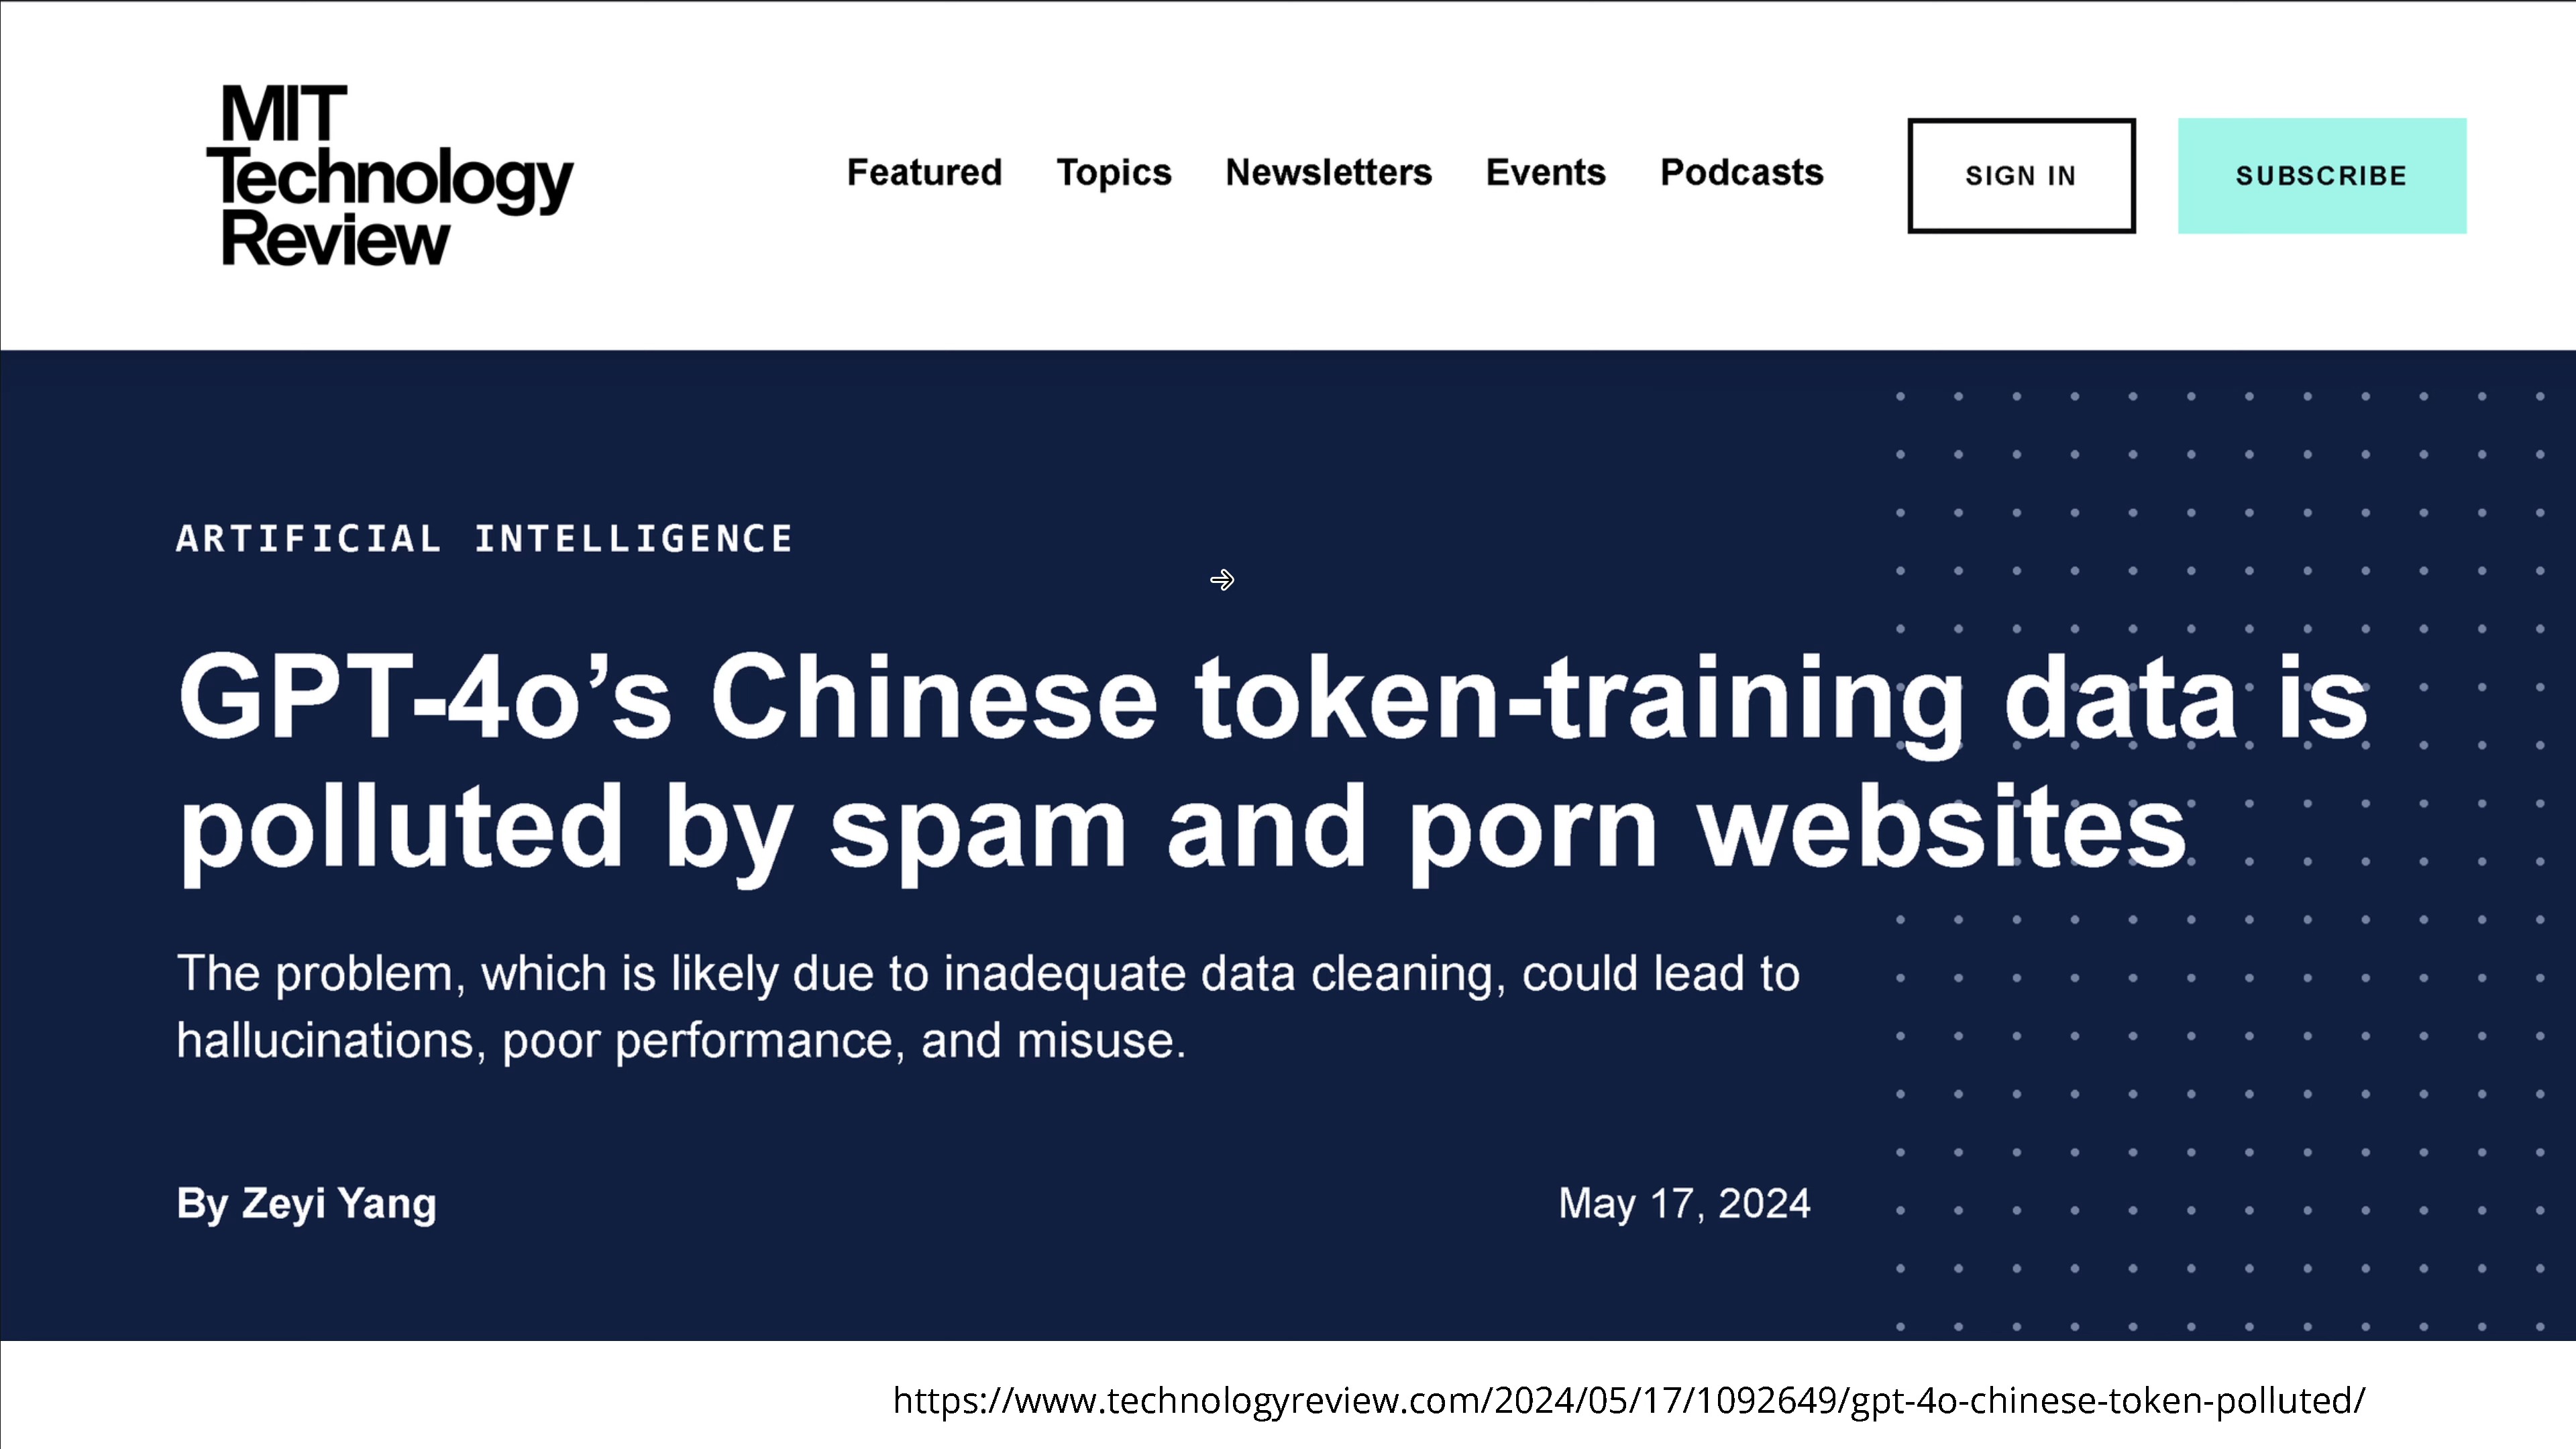 MIT
Technology
Review
Featured Topics Newsletters Events Podcasts SIGN IN SUBSCRIBE
ARTIFICIAL INTELLIGENCE
GPT-4o’s Chinese token-training data is
polluted by spam and porn websites
The problem, which is likely due to inadequate data cleaning, could lead to
hallucinations, poor performance, and misuse.
By Zeyi Yang May 17, 2024
https://www.technologyreview.com/2024/05/17/1092649/gpt-4o-chinese-token-polluted/